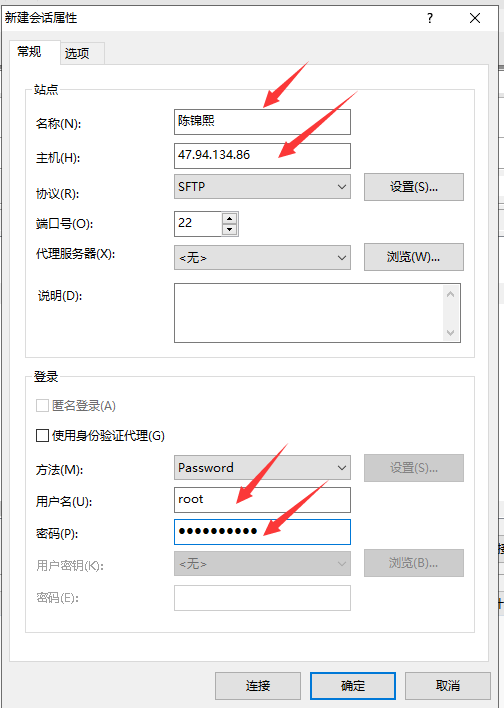 新建会话属性
?
常规 选项
站点
名称(N): 陈锦熙
主机(H): 47.94.134.86
协议(R): SFTP 设置(S)...
端口号(O): 22
代理服务器(X): <无> 浏览(W)...
说明(D):
登录
匿名登录(A)
使用身份验证代理(G)
方法(M): Password 设置(S)...
用户名(U): root
密码(P): ●●●●●●●●●●
用户密钥(K): <无> 浏览(B)...
密码(E):
连接 确定 取消